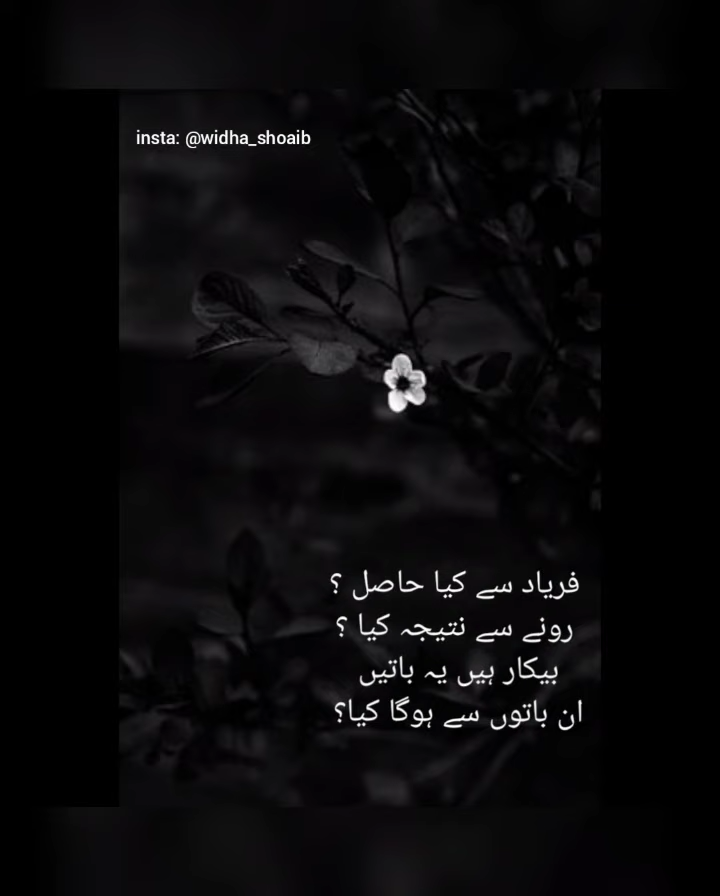 insta: @widha_shoaib
فریاد سے کیا حاصل ؟
رونے سے نتیجہ کیا ؟
بیکار ہیں یہ باتیں
ان باتوں سے ہوگا کیا؟